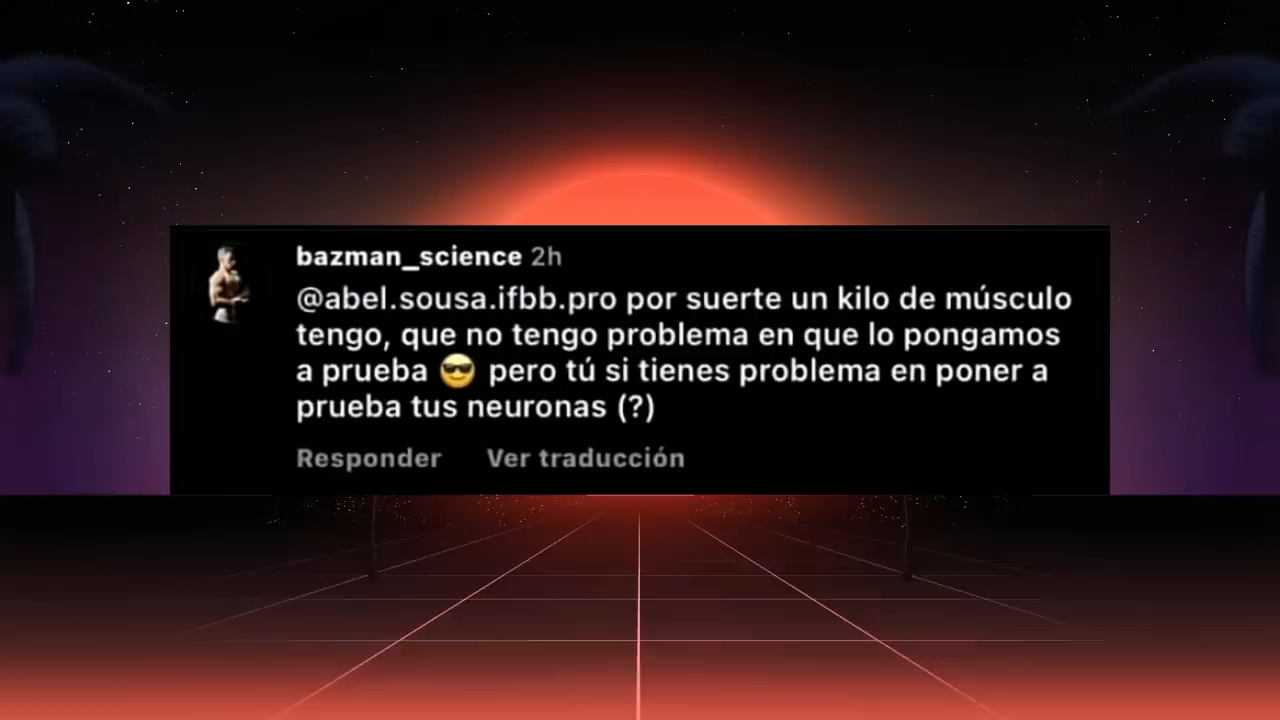 bazman_science 2h
@abel.sousa.ifbb.pro por suerte un kilo de músculo
tengo, que no tengo problema en que lo pongamos
a prueba 😎 pero tú si tienes problema en poner a
prueba tus neuronas (?)
Responder Ver traducción